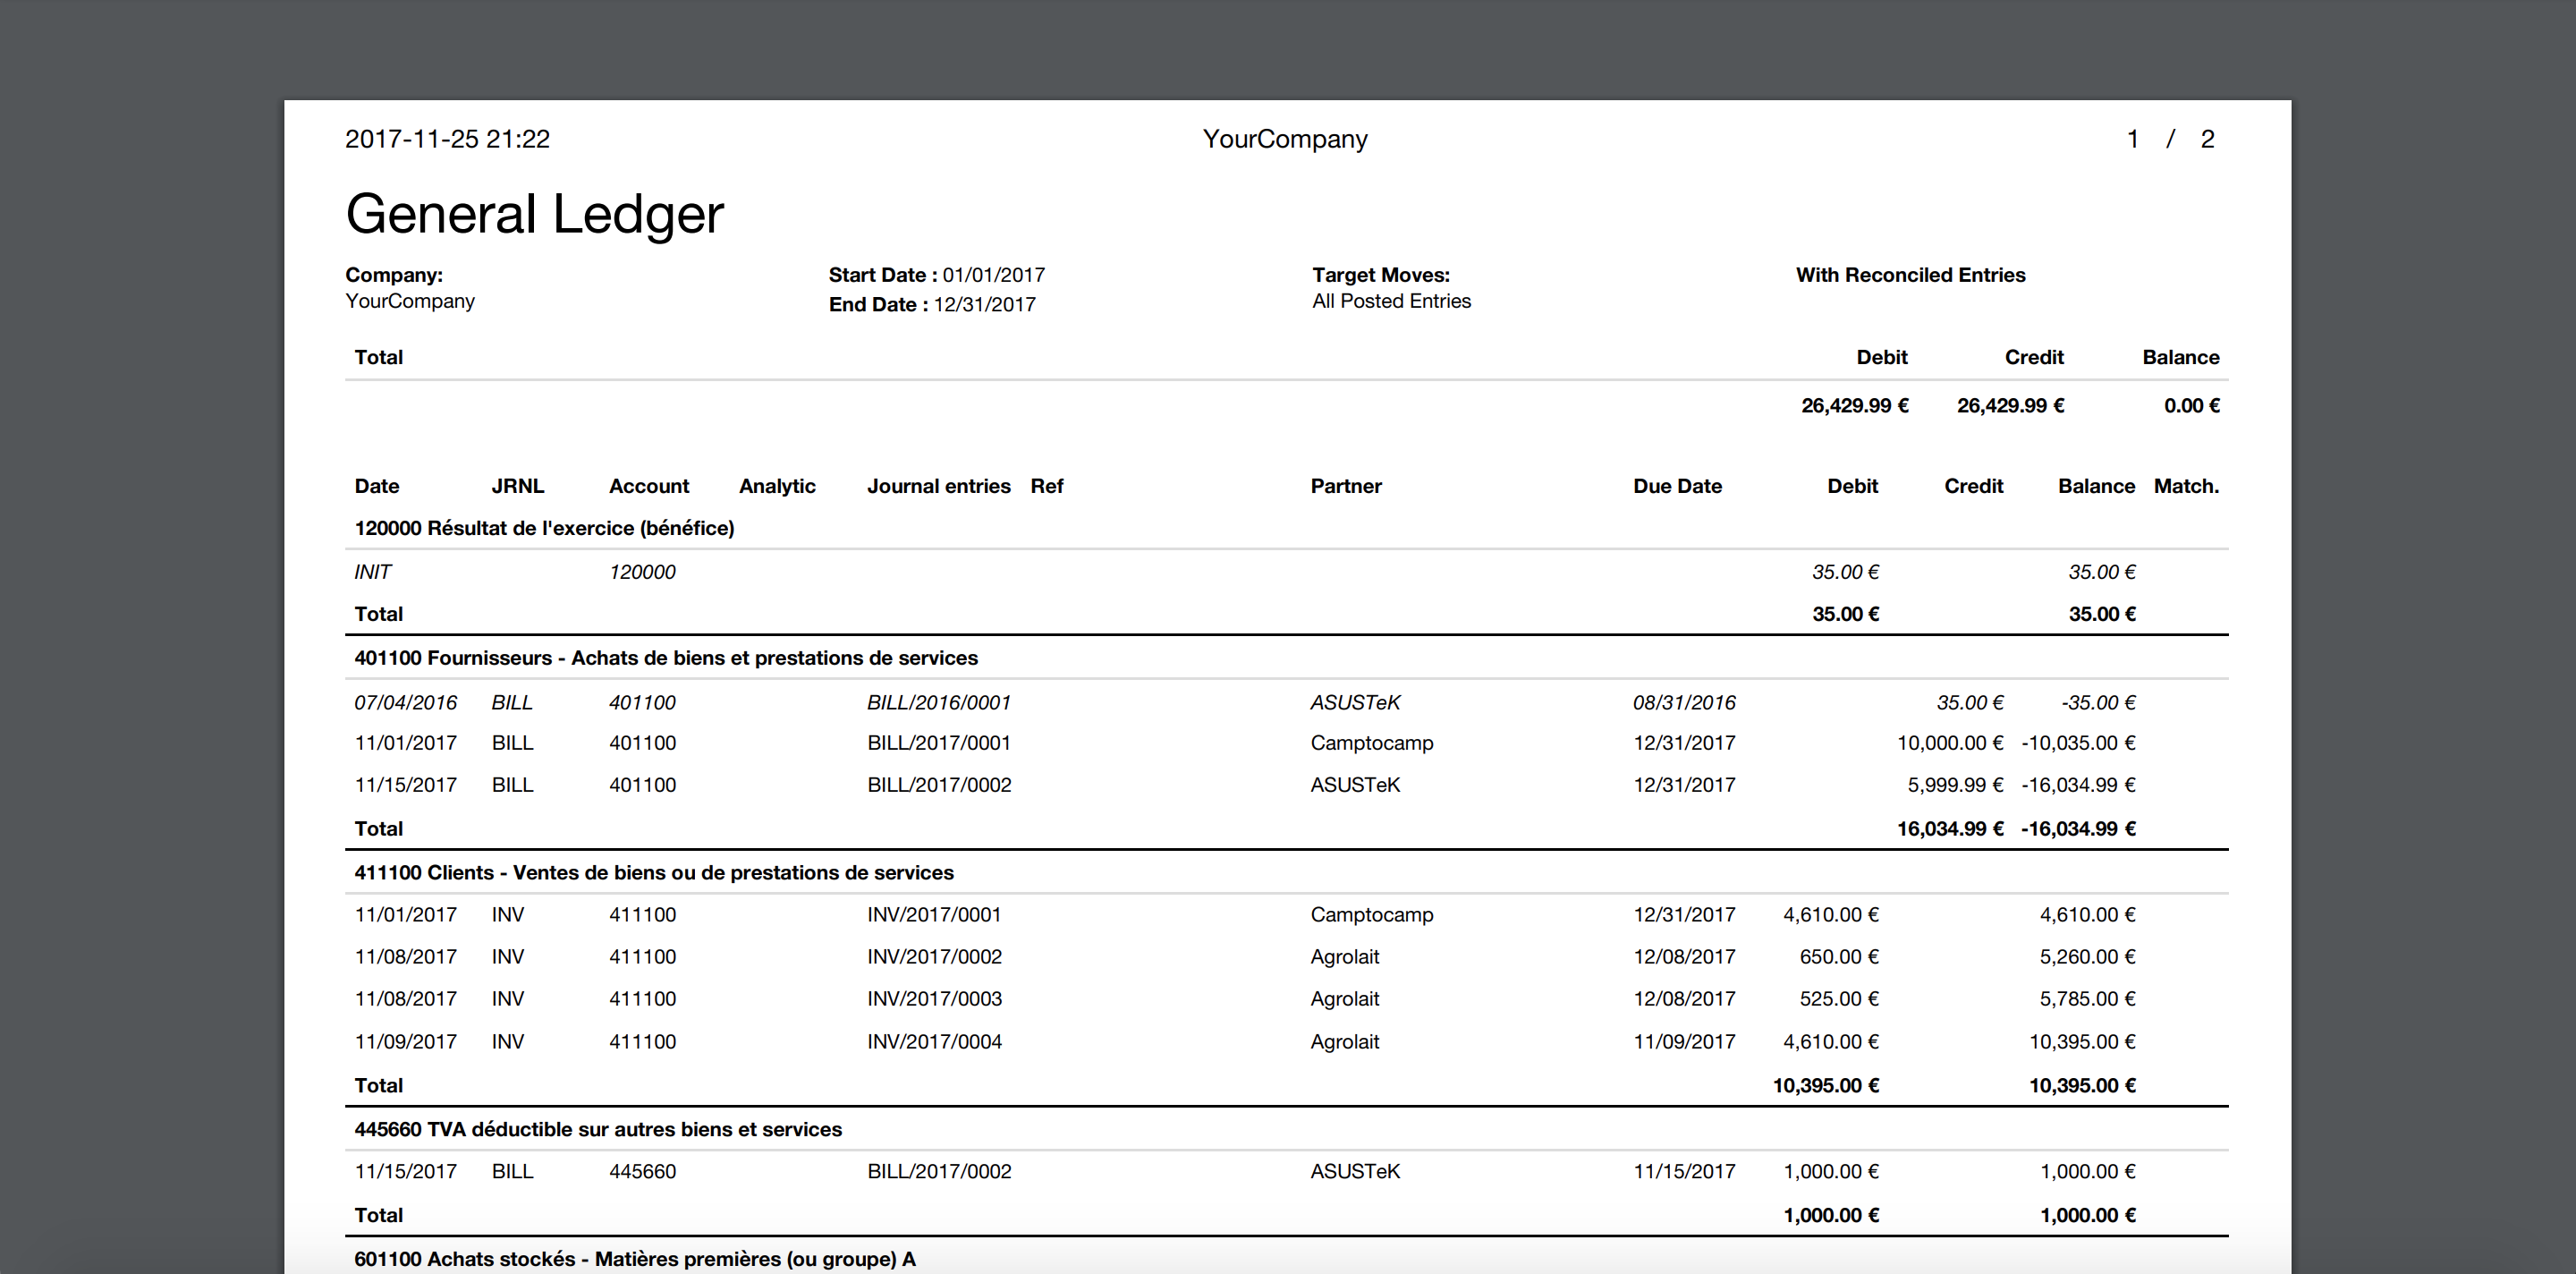 2017-11-25 21:22 YourCompany 1 / 2
General Ledger
Company: Start Date : 01/01/2017 Target Moves: With Reconciled Entries
YourCompany End Date : 12/31/2017 All Posted Entries
Total Debit Credit Balance
26,429.99 € 26,429.99 € 0.00 €
Date JRNL Account Analytic Journal entries Ref Partner Due Date Debit Credit Balance Match.
120000 Résultat de l'exercice (bénéfice)
INIT 120000 35.00 € 35.00 €
Total 35.00 € 35.00 €
401100 Fournisseurs - Achats de biens et prestations de services
07/04/2016 BILL 401100 BILL/2016/0001 ASUSTeK 08/31/2016 35.00 € -35.00 €
11/01/2017 BILL 401100 BILL/2017/0001 Camptocamp 12/31/2017 10,000.00 € -10,035.00 €
11/15/2017 BILL 401100 BILL/2017/0002 ASUSTeK 12/31/2017 5,999.99 € -16,034.99 €
Total 16,034.99 € -16,034.99 €
411100 Clients - Ventes de biens ou de prestations de services
11/01/2017 INV 411100 INV/2017/0001 Camptocamp 12/31/2017 4,610.00 € 4,610.00 €
11/08/2017 INV 411100 INV/2017/0002 Agrolait 12/08/2017 650.00 € 5,260.00 €
11/08/2017 INV 411100 INV/2017/0003 Agrolait 12/08/2017 525.00 € 5,785.00 €
11/09/2017 INV 411100 INV/2017/0004 Agrolait 11/09/2017 4,610.00 € 10,395.00 €
Total 10,395.00 € 10,395.00 €
445660 TVA déductible sur autres biens et services
11/15/2017 BILL 445660 BILL/2017/0002 ASUSTeK 11/15/2017 1,000.00 € 1,000.00 €
Total 1,000.00 € 1,000.00 €
601100 Achats stockés - Matières premières (ou groupe) A